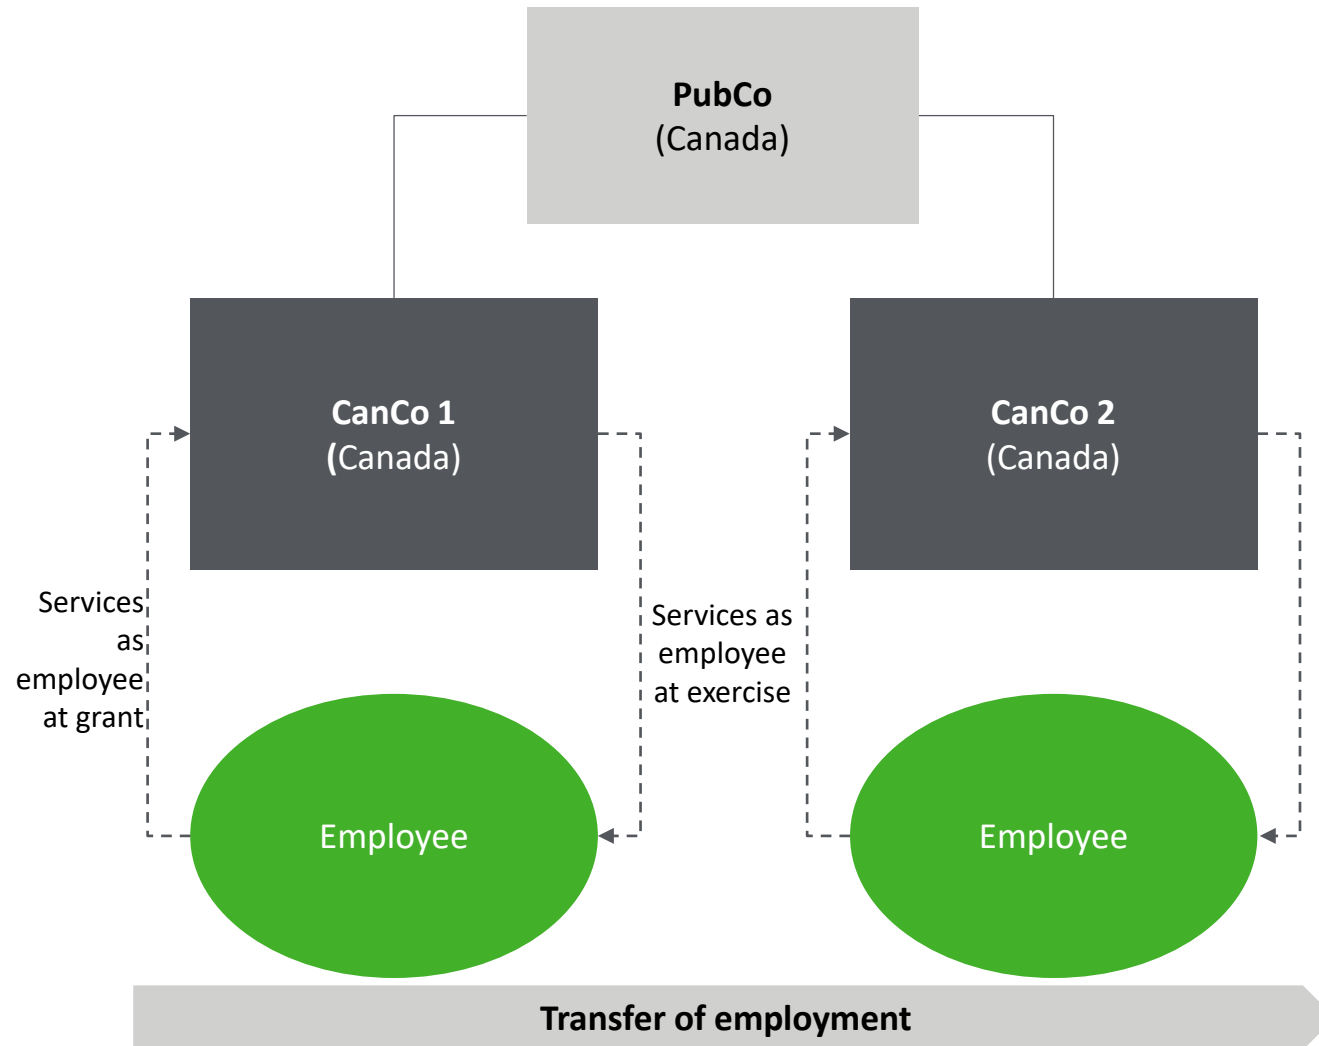 PubCo
(Canada)
CanCo 1
(Canada)
CanCo 2
(Canada)
Services
as
employee
at grant
Services as
employee
at exercise
Employee
Employee
Transfer of employment